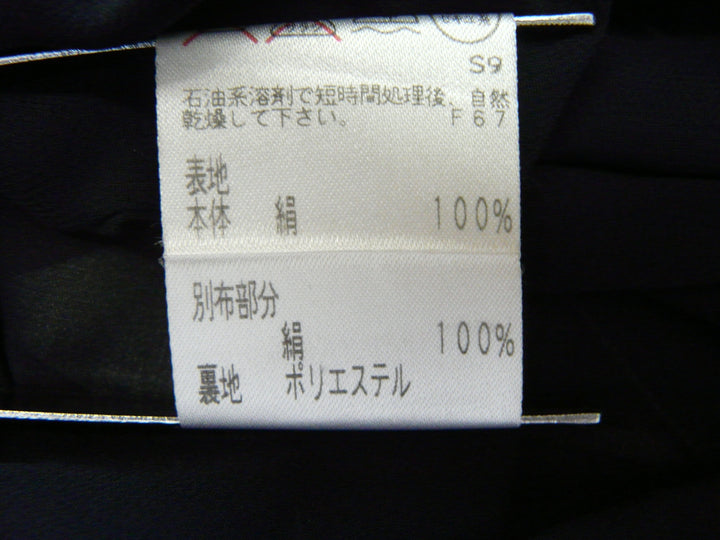 S9
石油系溶剤で短時間処理後、自然
乾燥して下さい。 F67
表地
本体 絹 100%
別布部分
絹 100%
裏地 ポリエステル